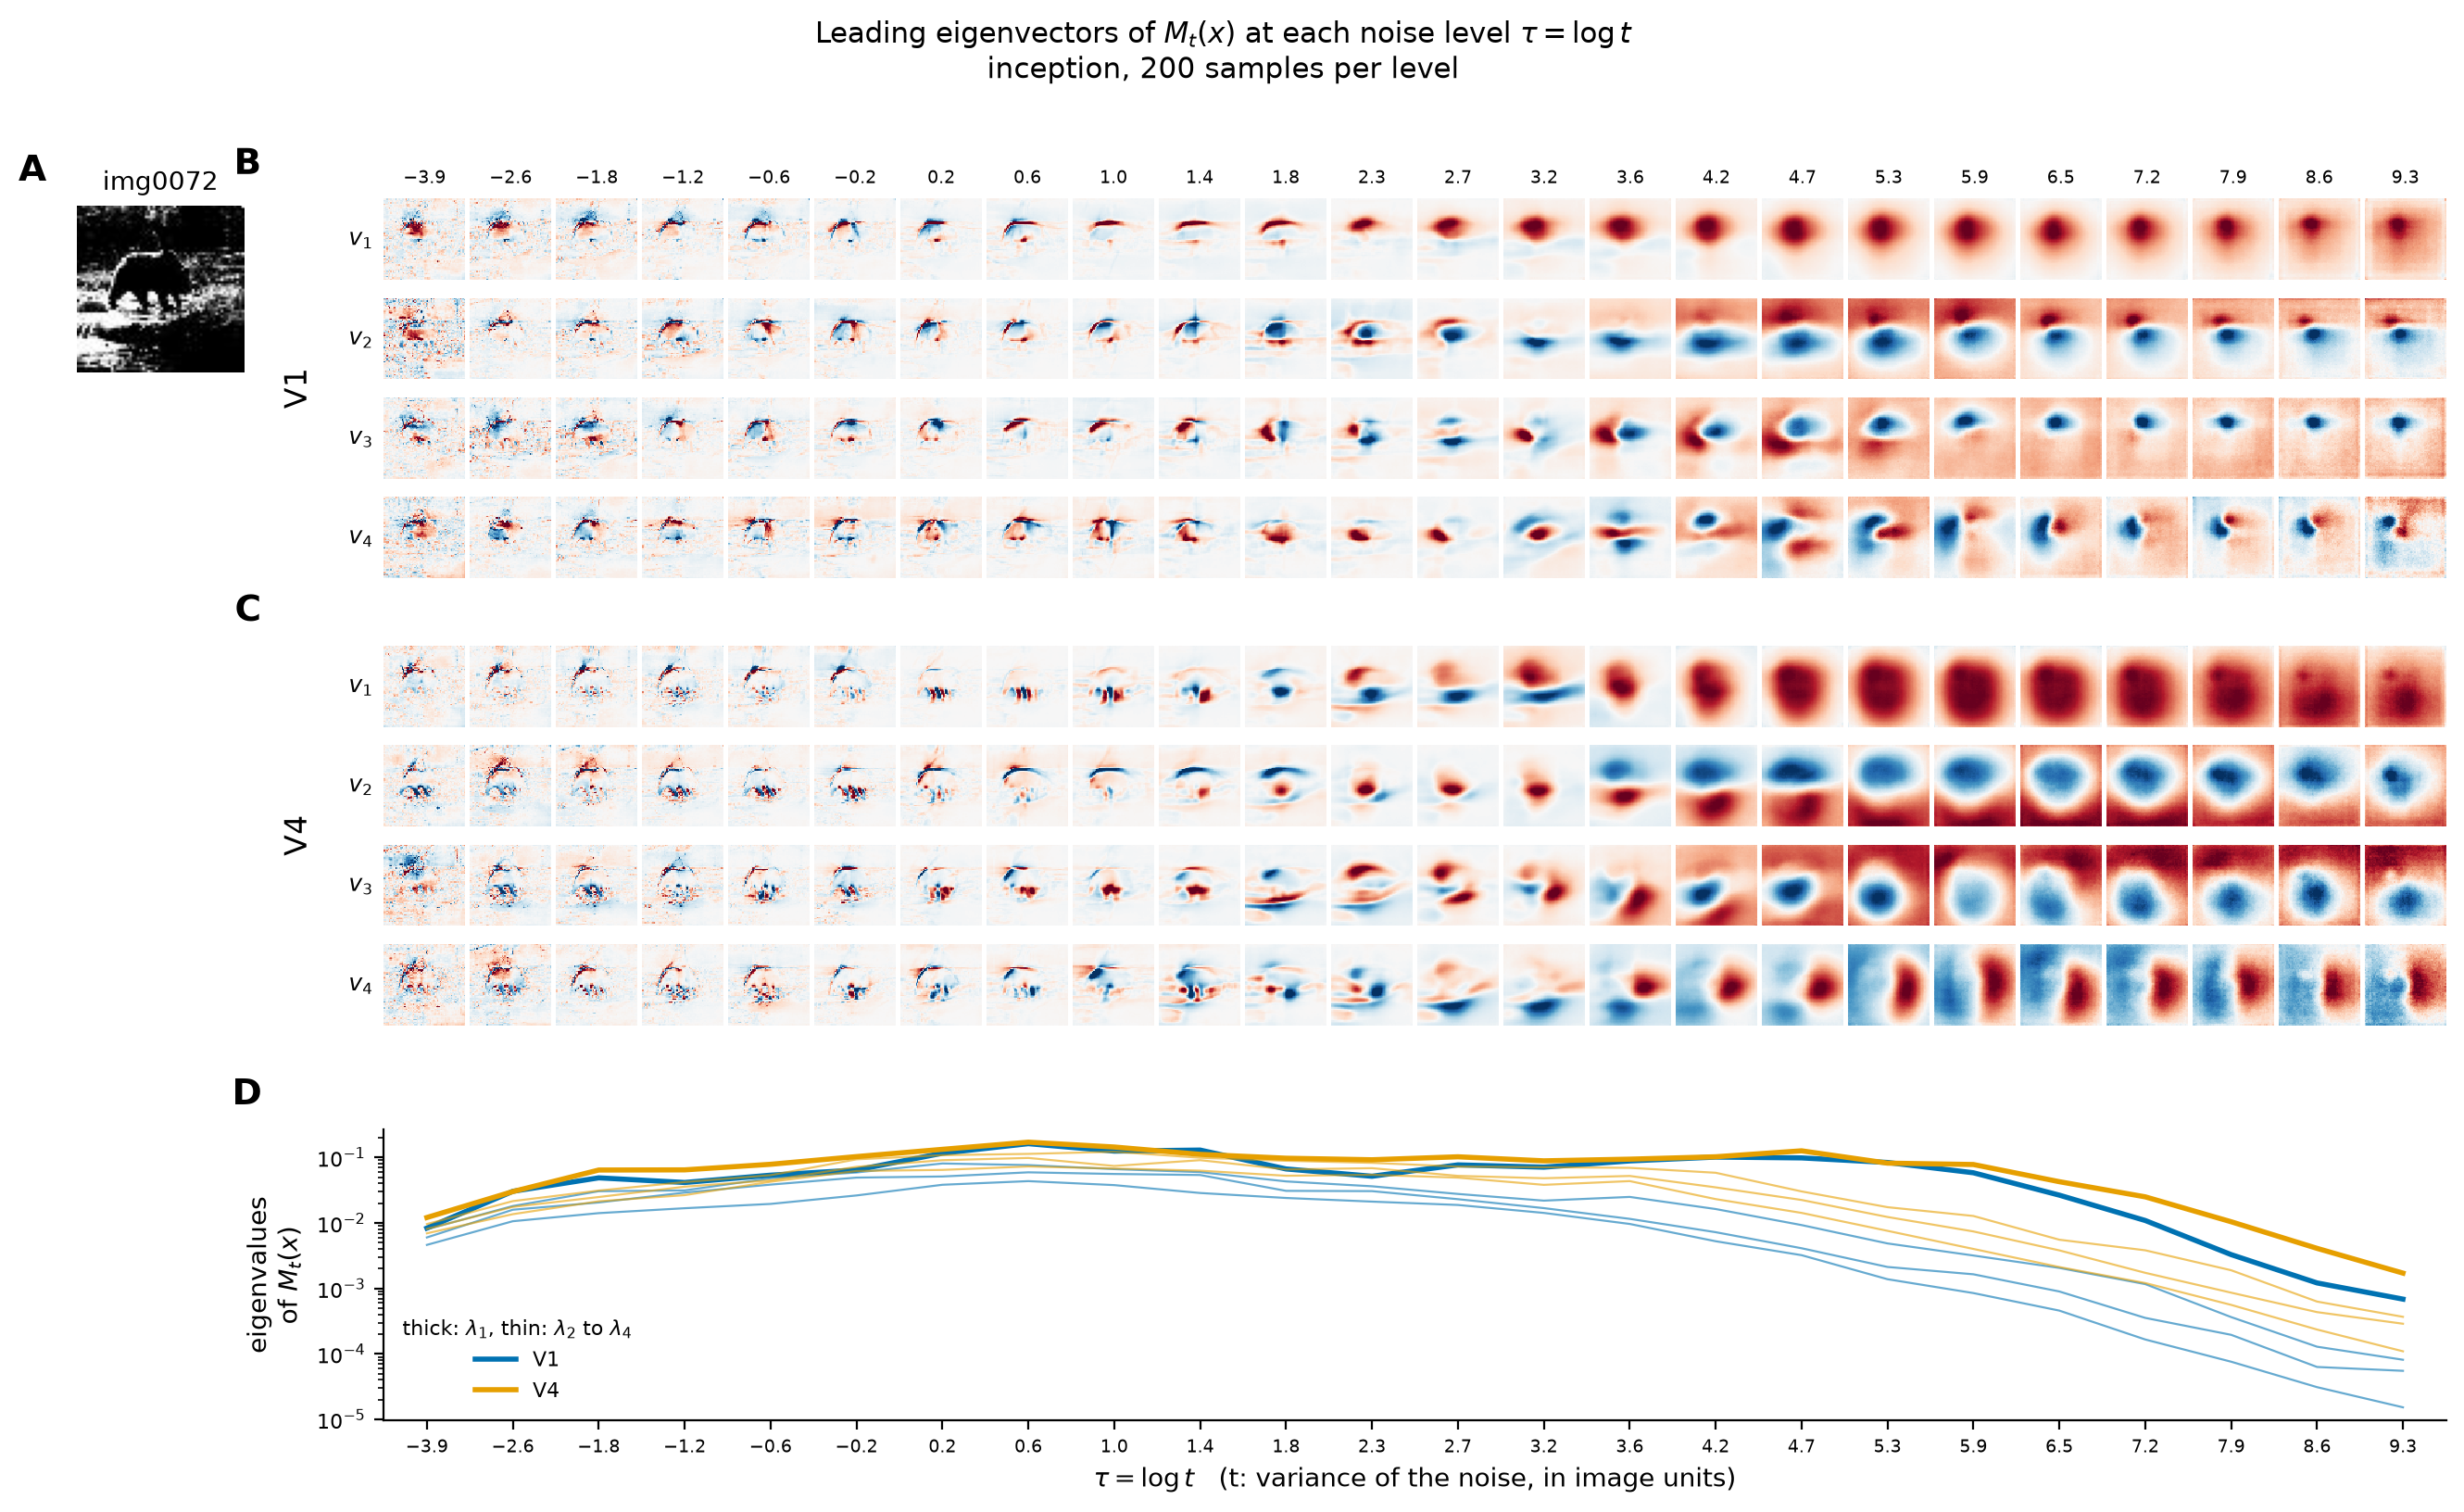 Leading eigenvectors of M_t(x) at each noise level τ = log t
inception, 200 samples per level
A
img0072
B
−3.9 −2.6 −1.8 −1.2 −0.6 −0.2 0.2 0.6 1.0 1.4 1.8 2.3 2.7 3.2 3.6 4.2 4.7 5.3 5.9 6.5 7.2 7.9 8.6 9.3
V1
v₁
v₂
v₃
v₄
C
V4
v₁
v₂
v₃
v₄
D
eigenvalues
of M_t(x)
10⁻¹
10⁻²
10⁻³
10⁻⁴
10⁻⁵
thick: λ₁, thin: λ₂ to λ₄
V1
V4
−3.9 −2.6 −1.8 −1.2 −0.6 −0.2 0.2 0.6 1.0 1.4 1.8 2.3 2.7 3.2 3.6 4.2 4.7 5.3 5.9 6.5 7.2 7.9 8.6 9.3
τ = log t (t: variance of the noise, in image units)